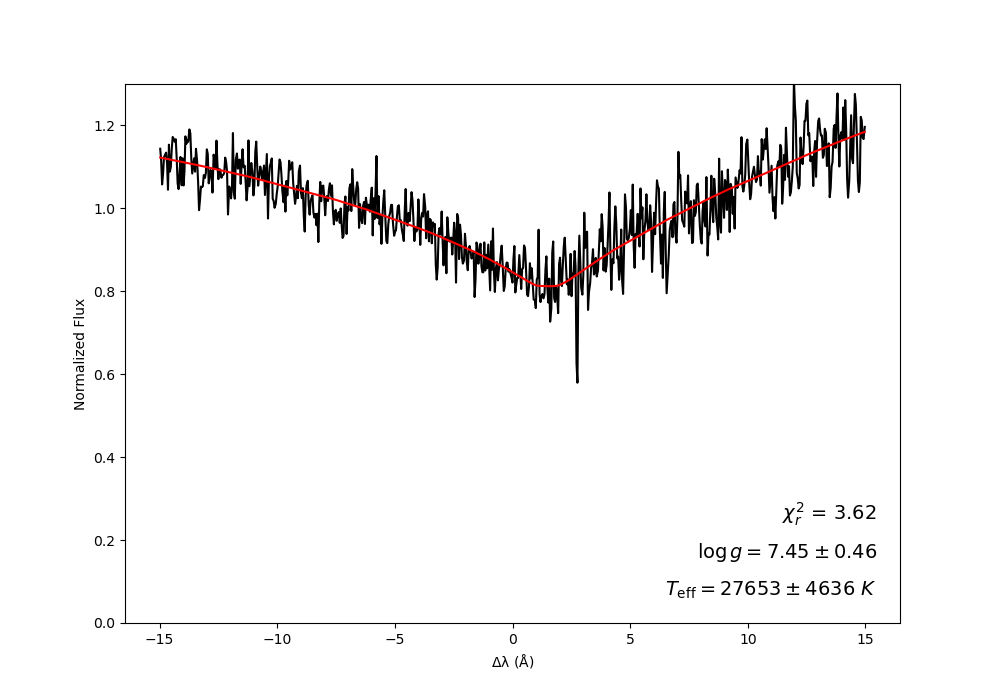 1.2
1.0
0.8
0.6
0.4
0.2
0.0
Normalized Flux
χ²ᵣ = 3.62
log g = 7.45 ± 0.46
T_eff = 27653 ± 4636 K
−15 −10 −5 0 5 10 15
Δλ (Å)